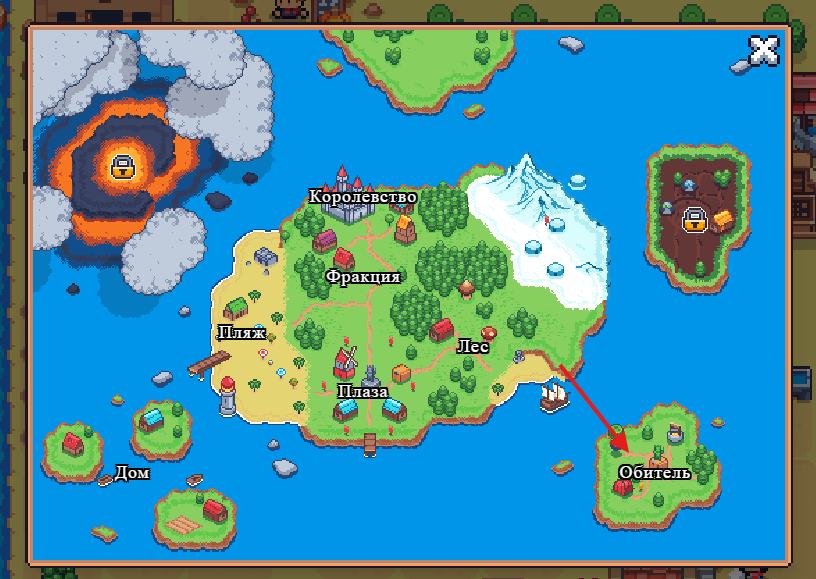 Королевство
Фракция
Пляж
Лес
Плаза
Дом
Обитель